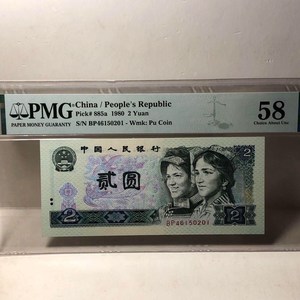 PMG
PAPER MONEY GUARANTY
China / People's Republic
Pick# 885a 1980 2 Yuan
S/N BP46150201 - Wmk: Pu Coin
58
Choice About Unc
中国人民银行
2
贰圆
2
2
BP46150201